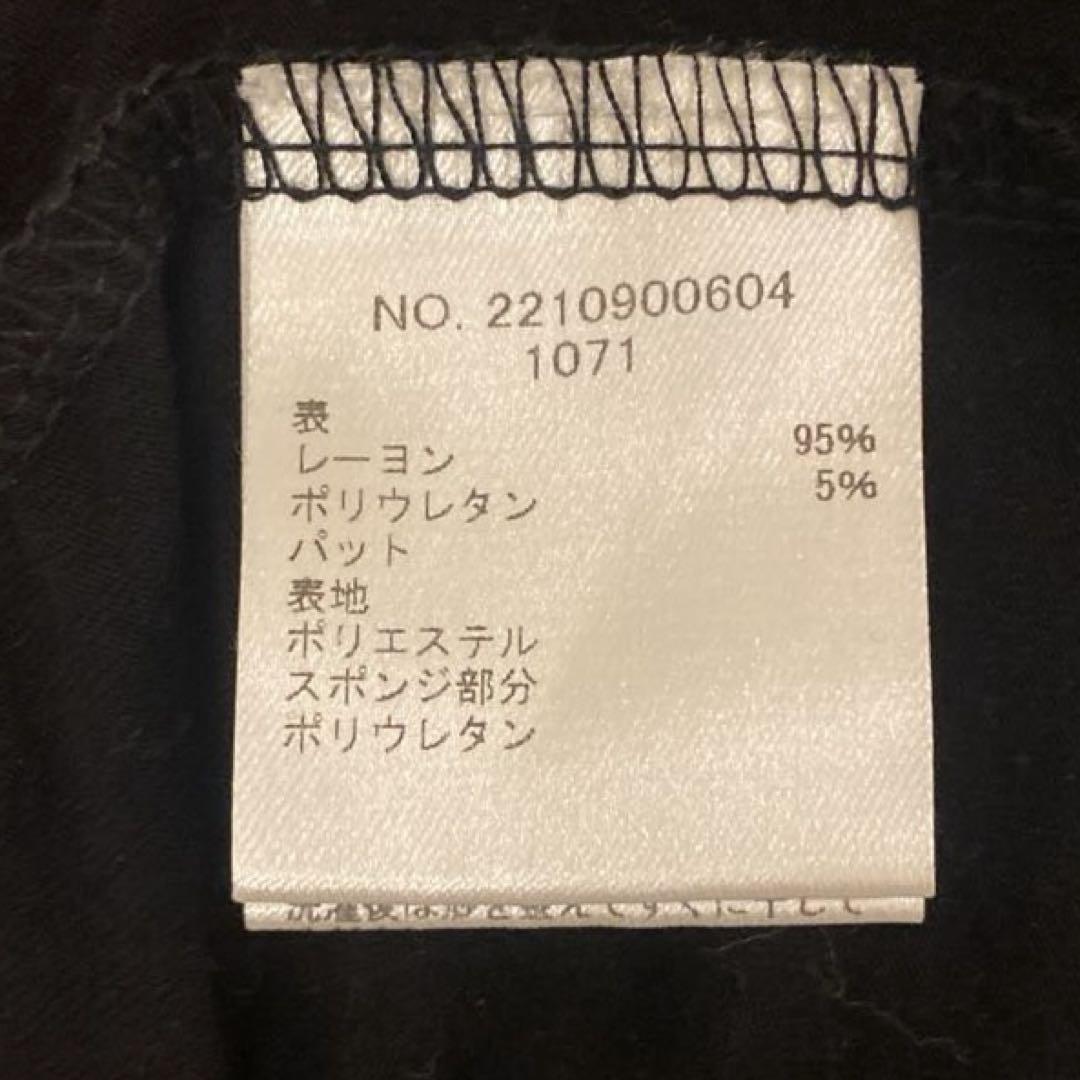 NO. 2210900604
1071
表
レーヨン 95%
ポリウレタン 5%
パット
表地
ポリエステル
スポンジ部分
ポリウレタン